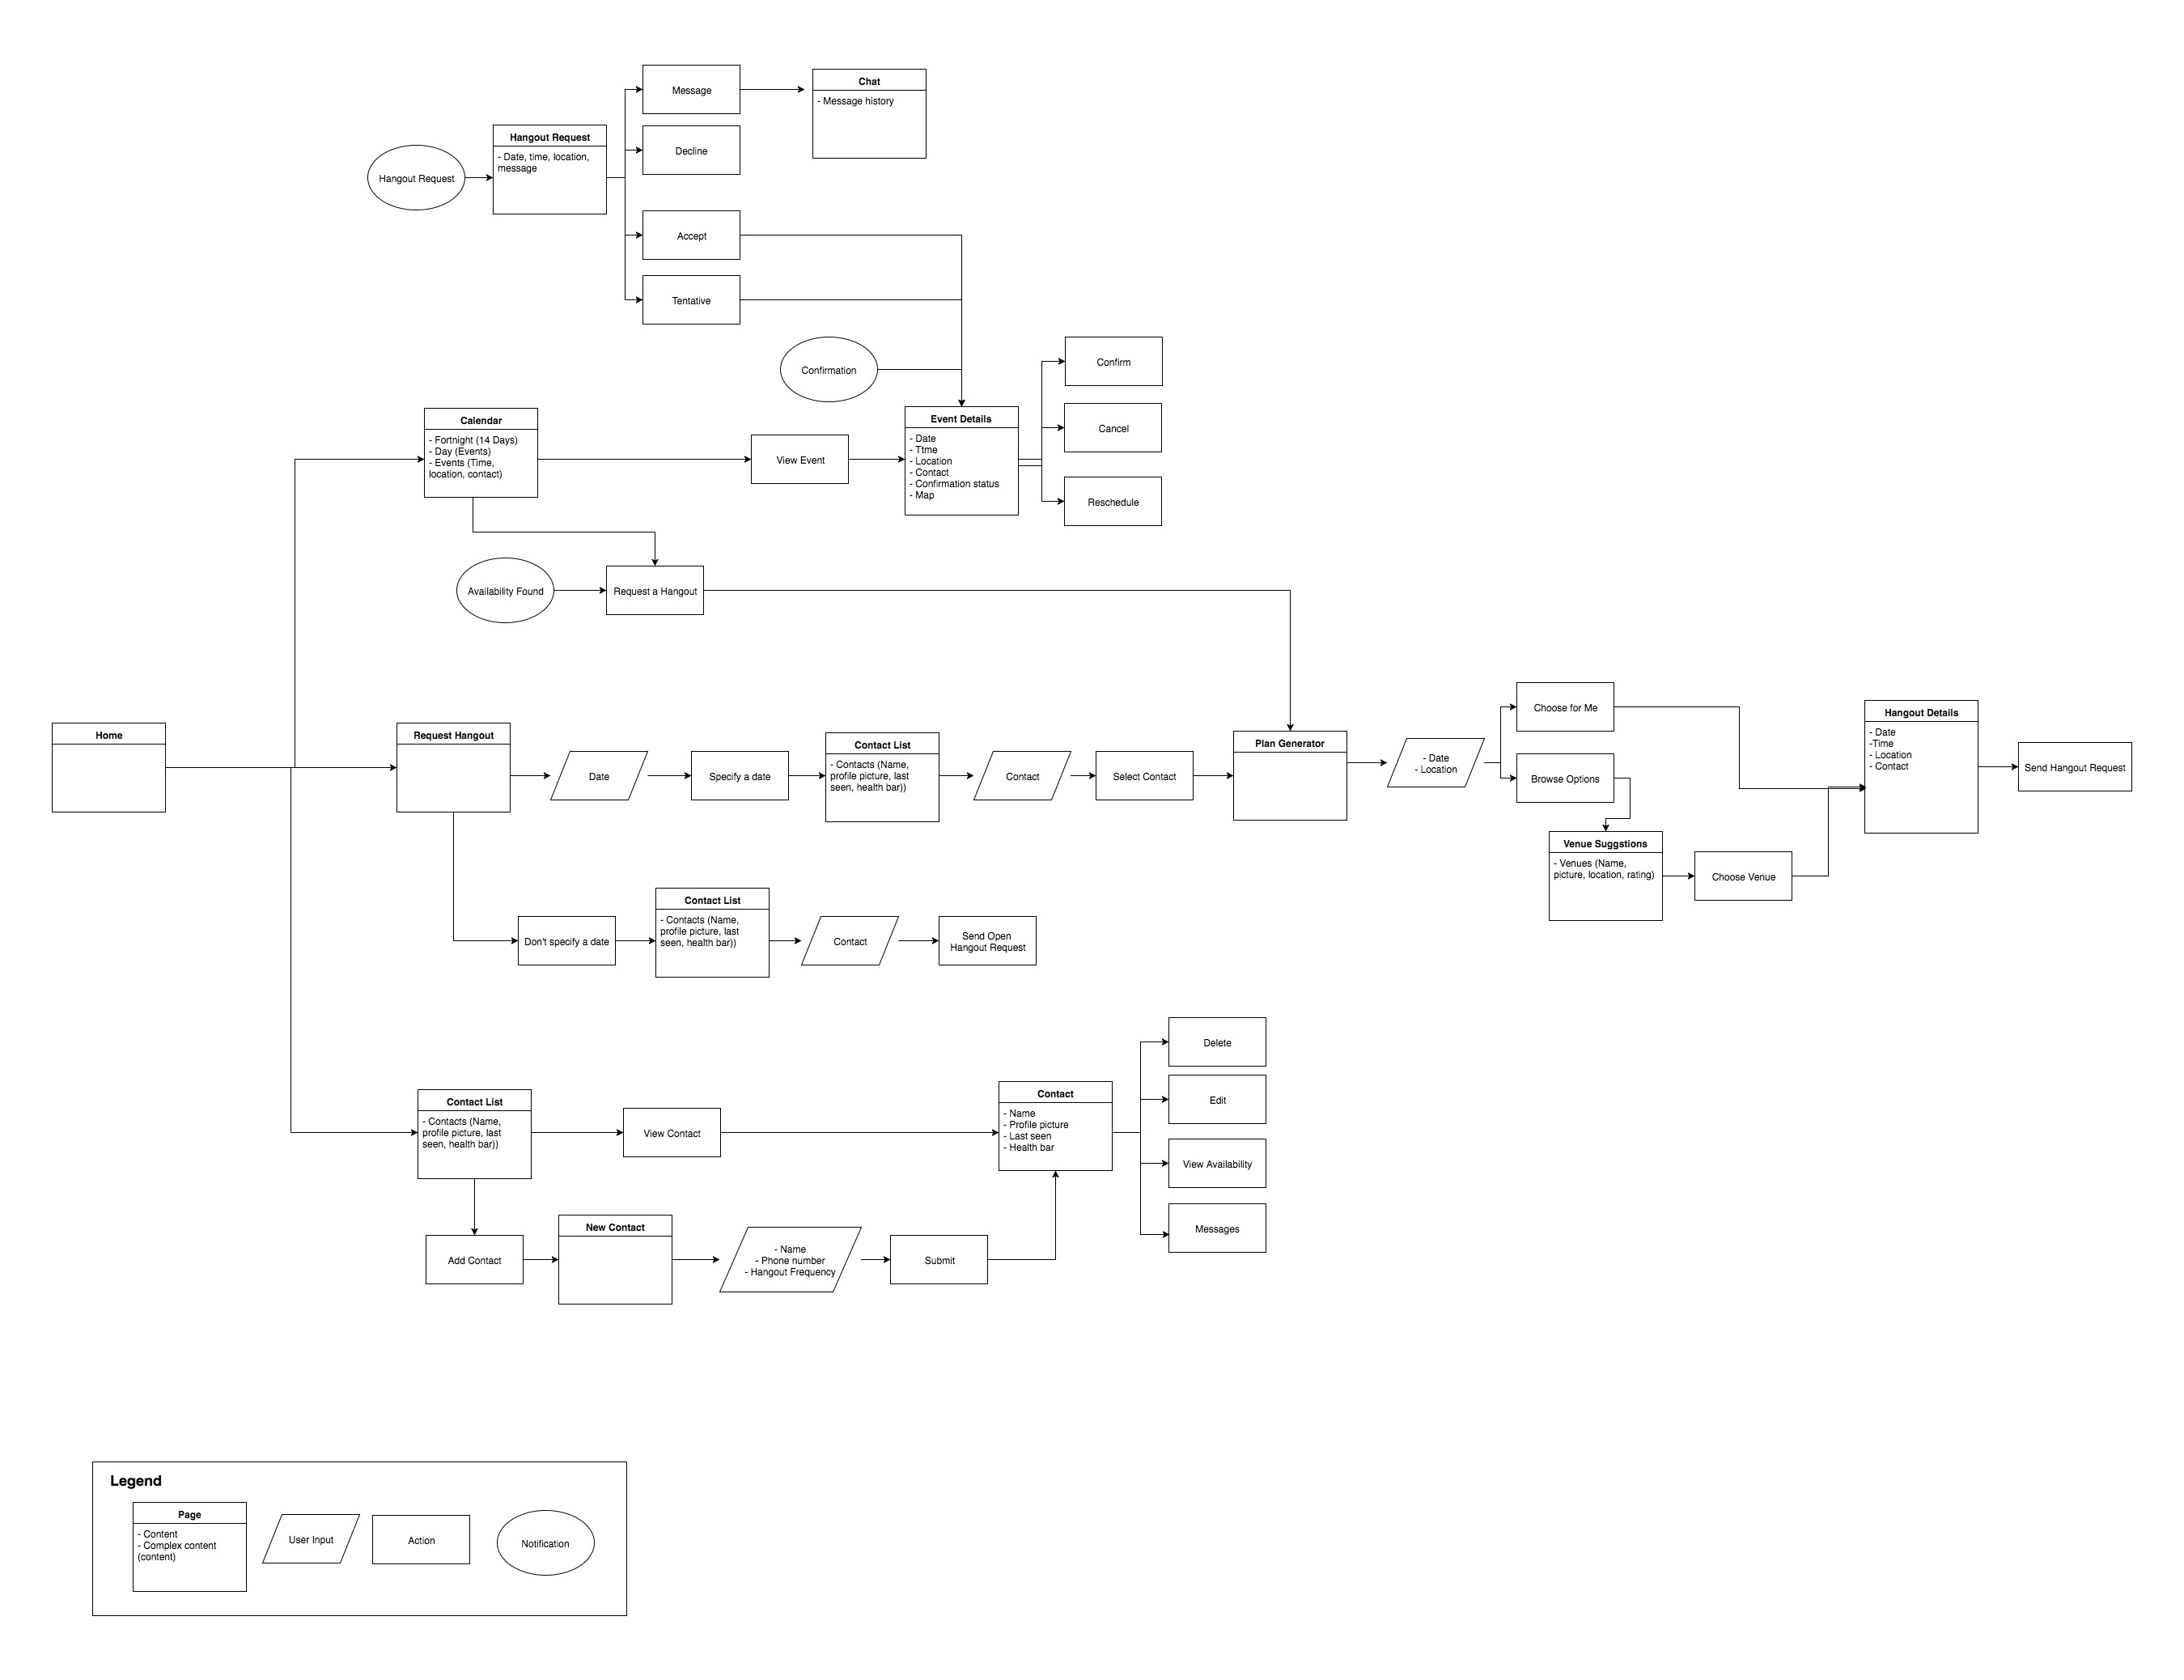 Message
Chat
- Message history
Hangout Request
- Date, time, location,
message
Decline
Hangout Request
Accept
Tentative
Confirmation
Confirm
Calendar
- Fortnight (14 Days)
- Day (Events)
- Events (Time,
location, contact)
View Event
Event Details
- Date
- Ttme
- Location
- Contact
- Confirmation status
- Map
Cancel
Reschedule
Availability Found
Request a Hangout
Home
Request Hangout
Date
Specify a date
Contact List
- Contacts (Name,
profile picture, last
seen, health bar))
Contact
Select Contact
Plan Generator
- Date
- Location
Choose for Me
Browse Options
Venue Suggstions
- Venues (Name,
picture, location, rating)
Choose Venue
Hangout Details
- Date
-Time
- Location
- Contact
Send Hangout Request
Don't specify a date
Contact List
- Contacts (Name,
profile picture, last
seen, health bar))
Contact
Send Open
Hangout Request
Contact List
- Contacts (Name,
profile picture, last
seen, health bar))
View Contact
Contact
- Name
- Profile picture
- Last seen
- Health bar
Delete
Edit
View Availability
Messages
Add Contact
New Contact
- Name
- Phone number
- Hangout Frequency
Submit
Legend
Page
- Content
- Complex content
(content)
User Input
Action
Notification